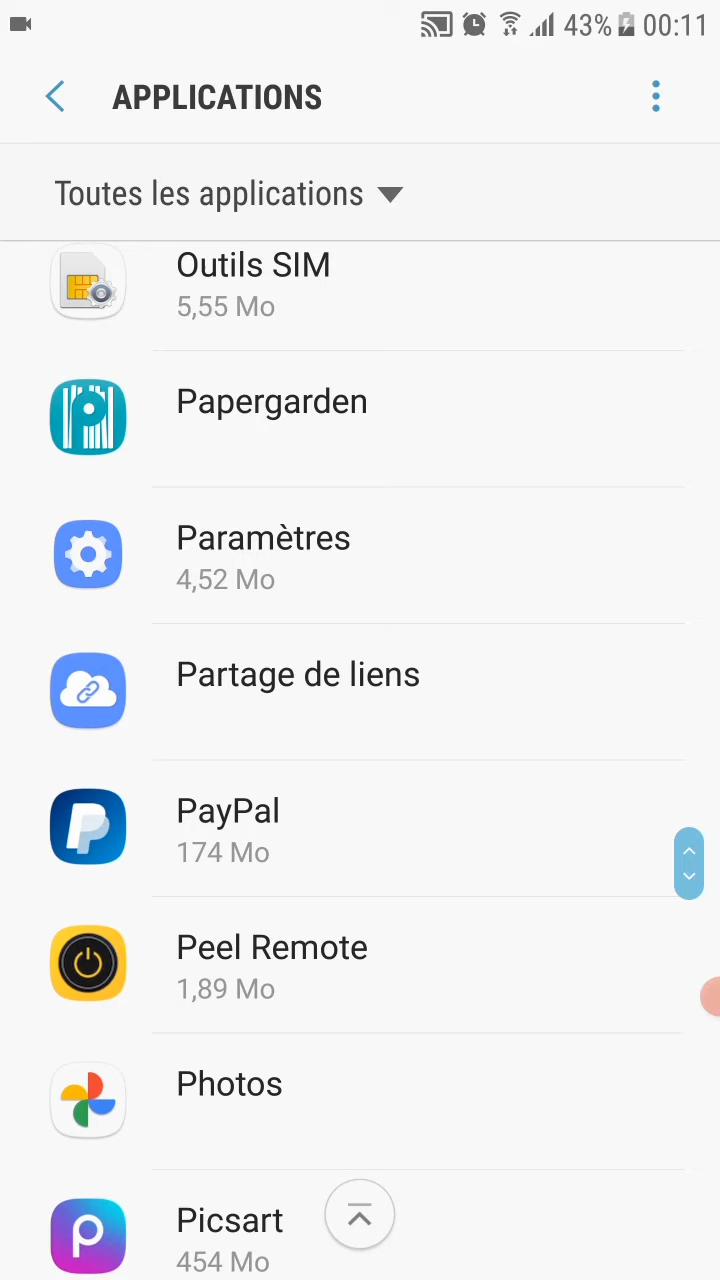 43% 00:11
APPLICATIONS
Toutes les applications
Outils SIM
5,55 Mo
Papergarden
Paramètres
4,52 Mo
Partage de liens
PayPal
174 Mo
Peel Remote
1,89 Mo
Photos
Picsart
454 Mo